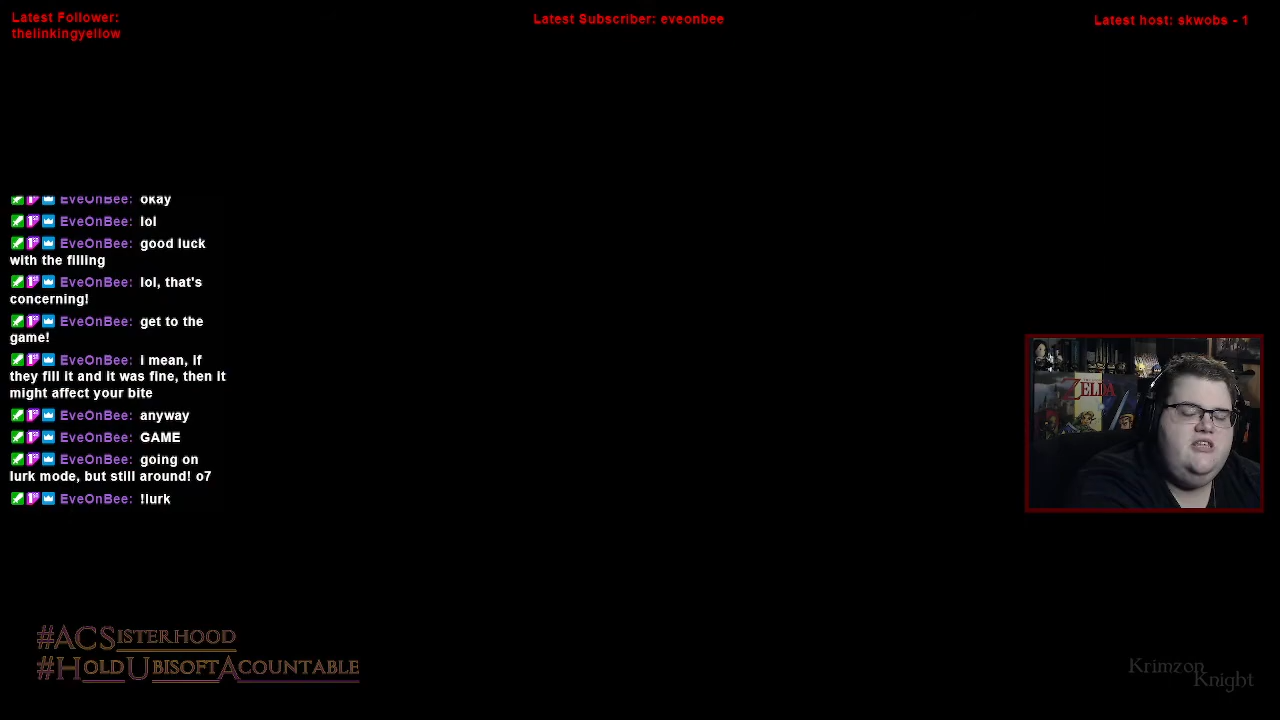 Latest Follower:
thelinkingyellow
Latest Subscriber: eveonbee
Latest host: skwobs - 1
EveOnBee: okay
EveOnBee: lol
EveOnBee: good luck
with the filling
EveOnBee: lol, that's
concerning!
EveOnBee: get to the
game!
EveOnBee: i mean, if
they fill it and it was fine, then it
might affect your bite
EveOnBee: anyway
EveOnBee: GAME
EveOnBee: going on
lurk mode, but still around! o7
EveOnBee: !lurk
ZELDA
#ACSisterhood
#HoldUbisoftAcountable
Krimzon
Knight